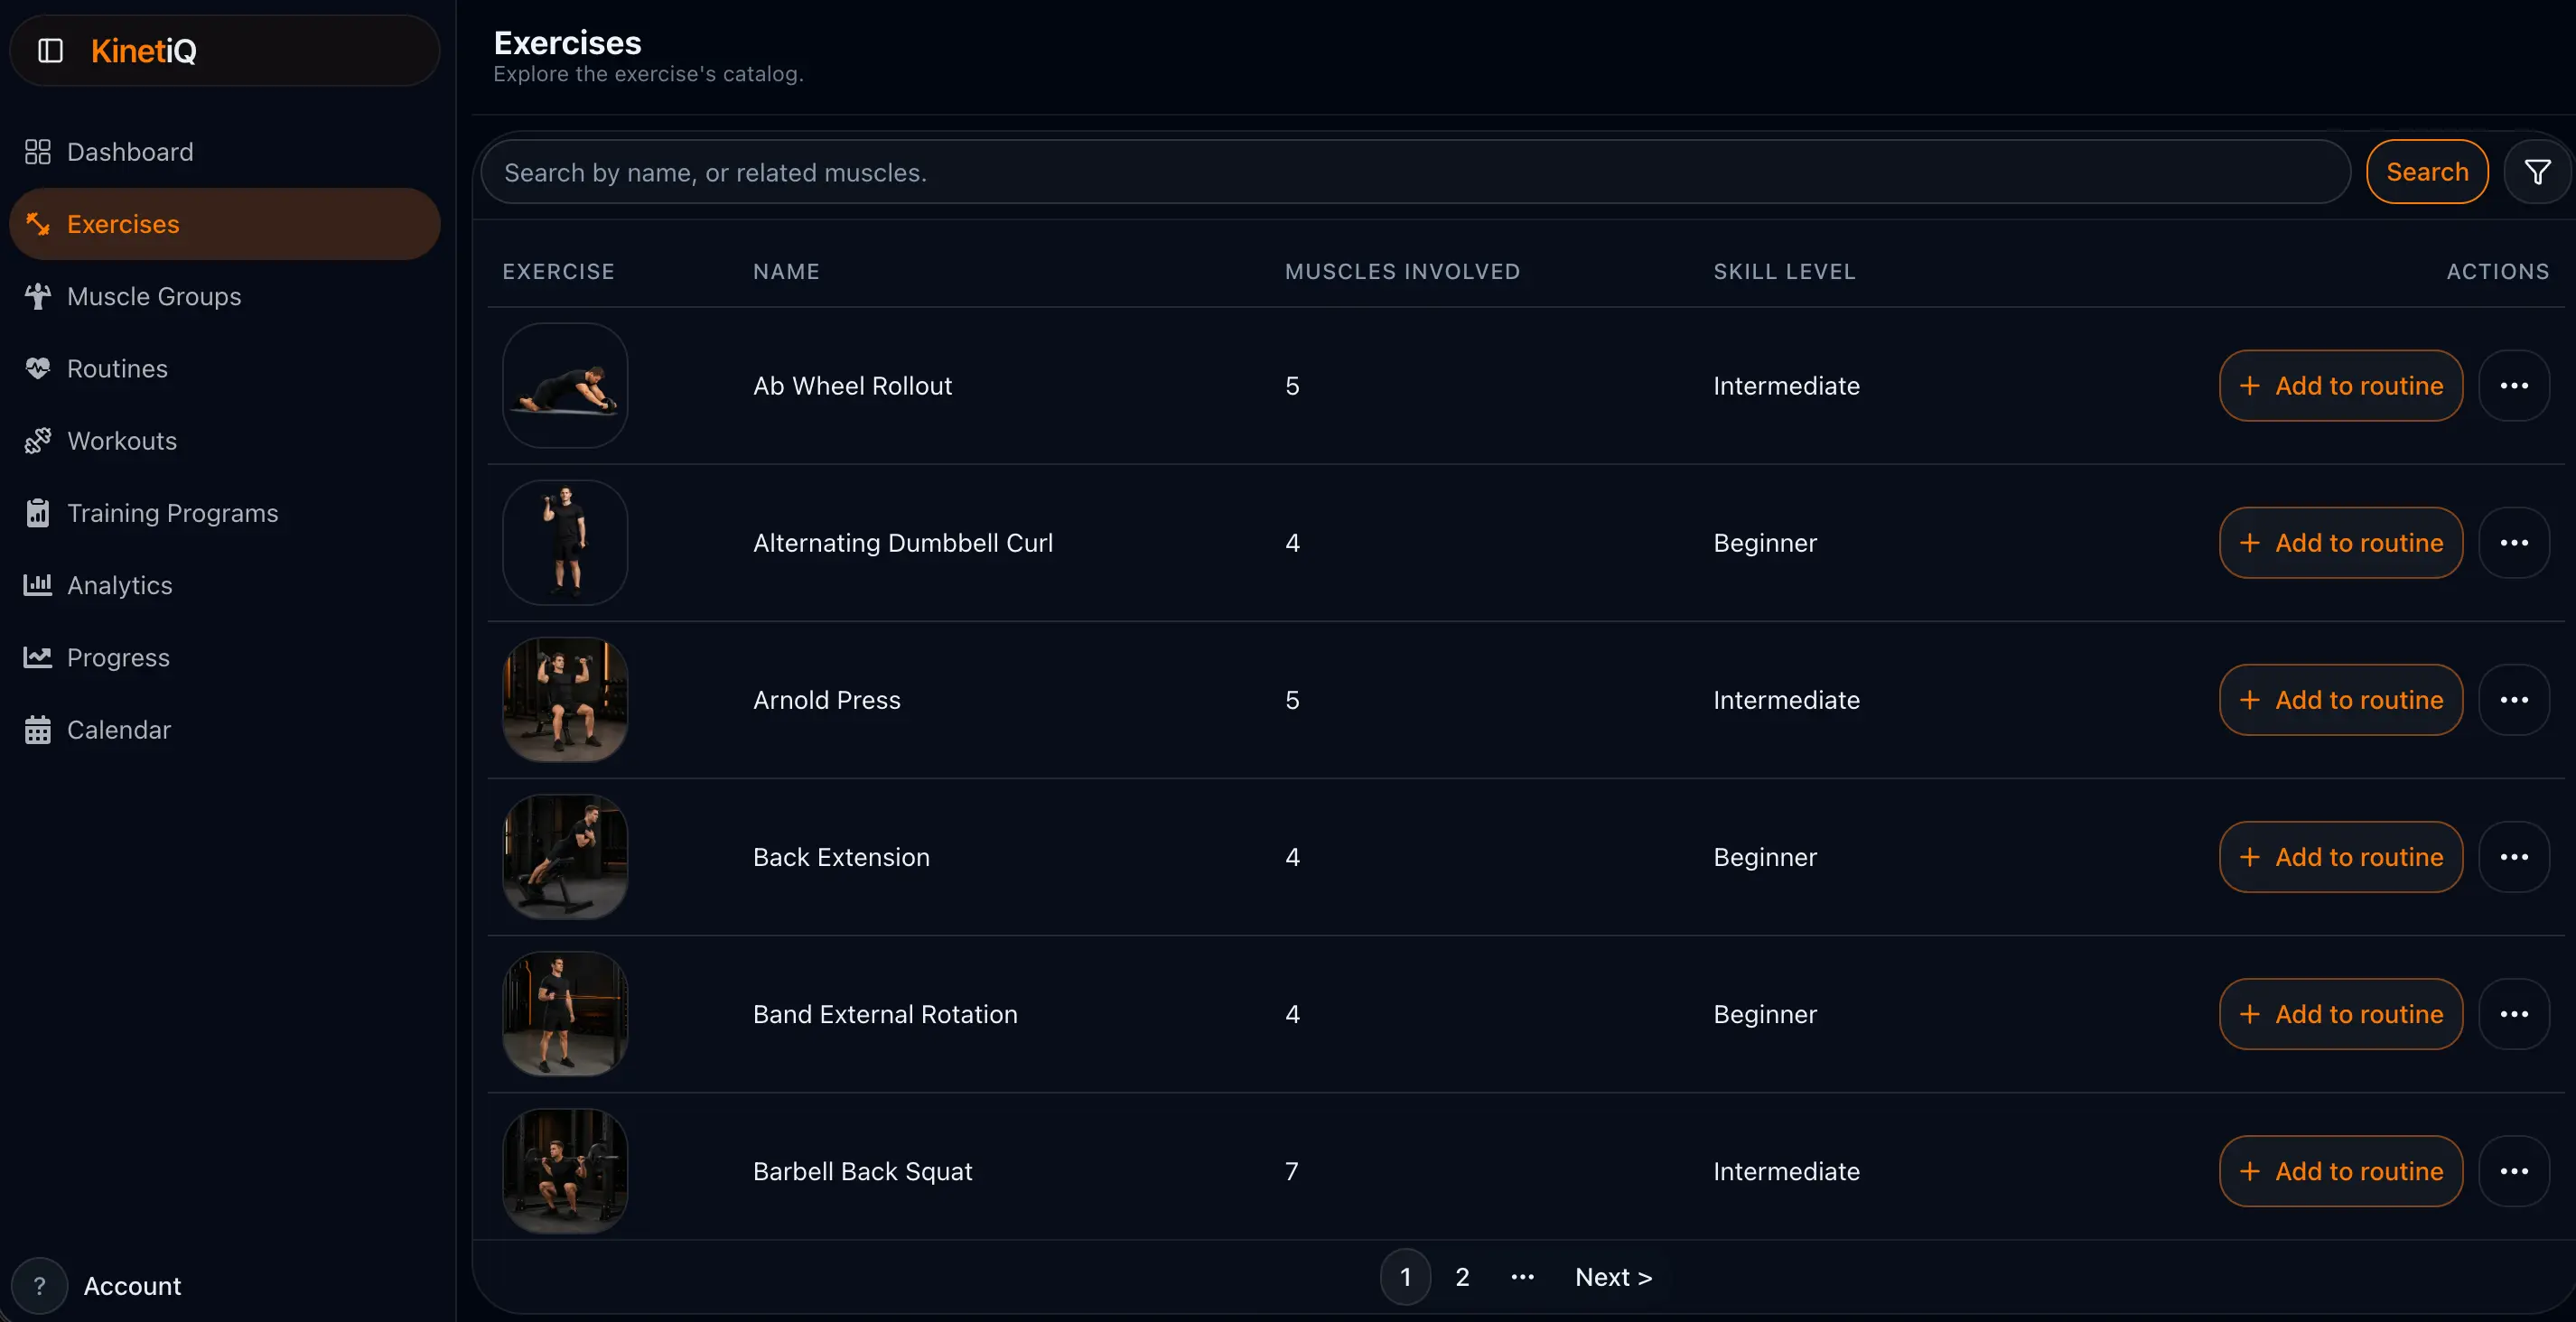 KinetiQ
Dashboard
Exercises
Muscle Groups
Routines
Workouts
Training Programs
Analytics
Progress
Calendar
? Account
Exercises
Explore the exercise's catalog.
Search by name, or related muscles. Search
EXERCISE NAME MUSCLES INVOLVED SKILL LEVEL ACTIONS
Ab Wheel Rollout 5 Intermediate + Add to routine ...
Alternating Dumbbell Curl 4 Beginner + Add to routine ...
Arnold Press 5 Intermediate + Add to routine ...
Back Extension 4 Beginner + Add to routine ...
Band External Rotation 4 Beginner + Add to routine ...
Barbell Back Squat 7 Intermediate + Add to routine ...
1 2 ... Next >